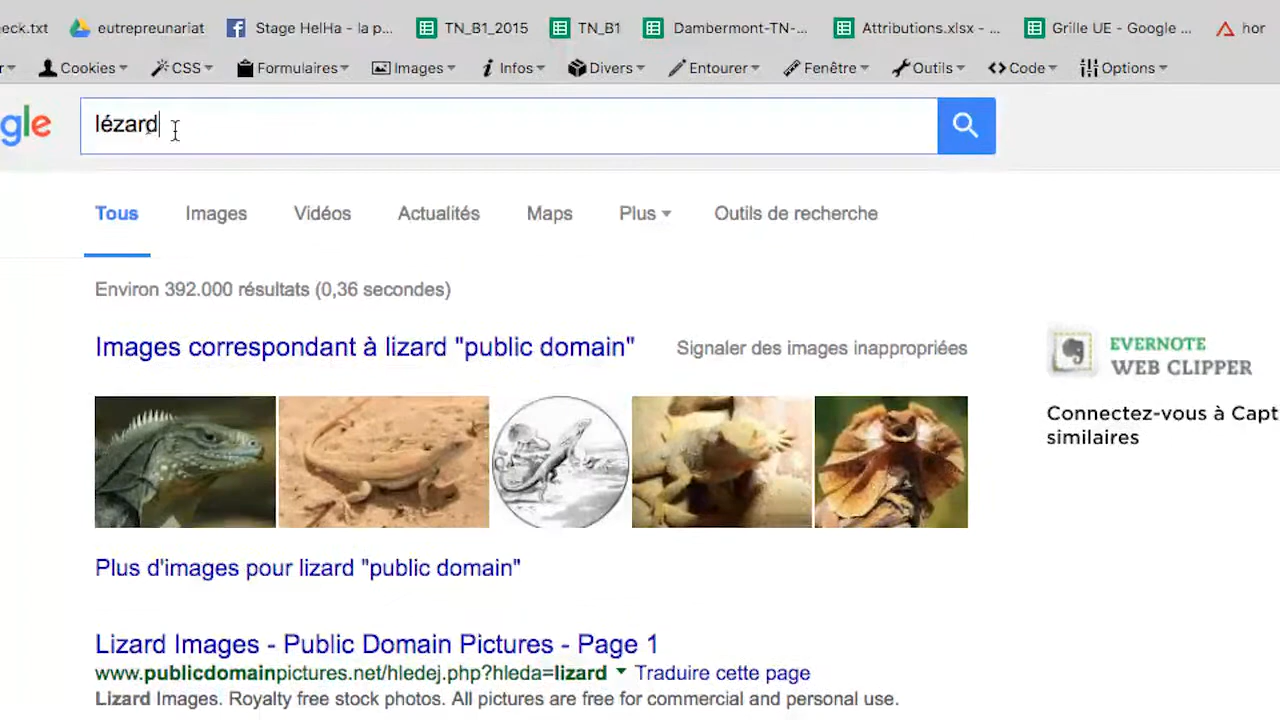 eck.txt eutrepreunariat Stage HelHa - la p... TN_B1_2015 TN_B1 Dambermont-TN-... Attributions.xlsx - ... Grille UE - Google ... hor
r Cookies CSS Formulaires Images Infos Divers Entourer Fenêtre Outils Code Options
gle lézard
Tous Images Vidéos Actualités Maps Plus Outils de recherche
Environ 392.000 résultats (0,36 secondes)
Images correspondant à lizard "public domain" Signaler des images inappropriées
EVERNOTE
WEB CLIPPER
Connectez-vous à Capt
similaires
Plus d'images pour lizard "public domain"
Lizard Images - Public Domain Pictures - Page 1
www.publicdomainpictures.net/hledej.php?hleda=lizard Traduire cette page
Lizard Images. Royalty free stock photos. All pictures are free for commercial and personal use.